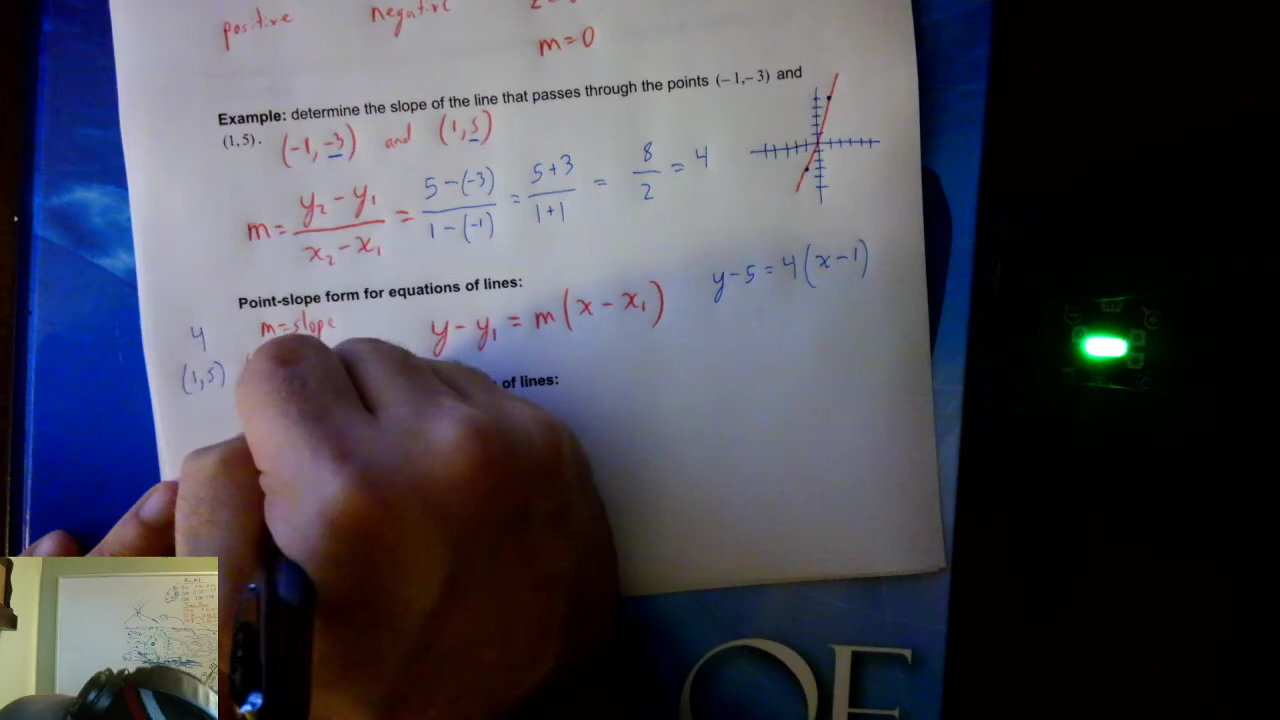 positive negative
m=0
Example: determine the slope of the line that passes through the points (−1,−3) and
(1,5). (-1,-3) and (1,5)
m = y₂-y₁ / x₂-x₁ = 5-(-3) / 1-(-1) = 5+3 / 1+1 = 8/2 = 4
Point-slope form for equations of lines: y-5=4(x-1)
4 m=slope y-y₁=m(x-x₁)
(1,5)
of lines:
OF